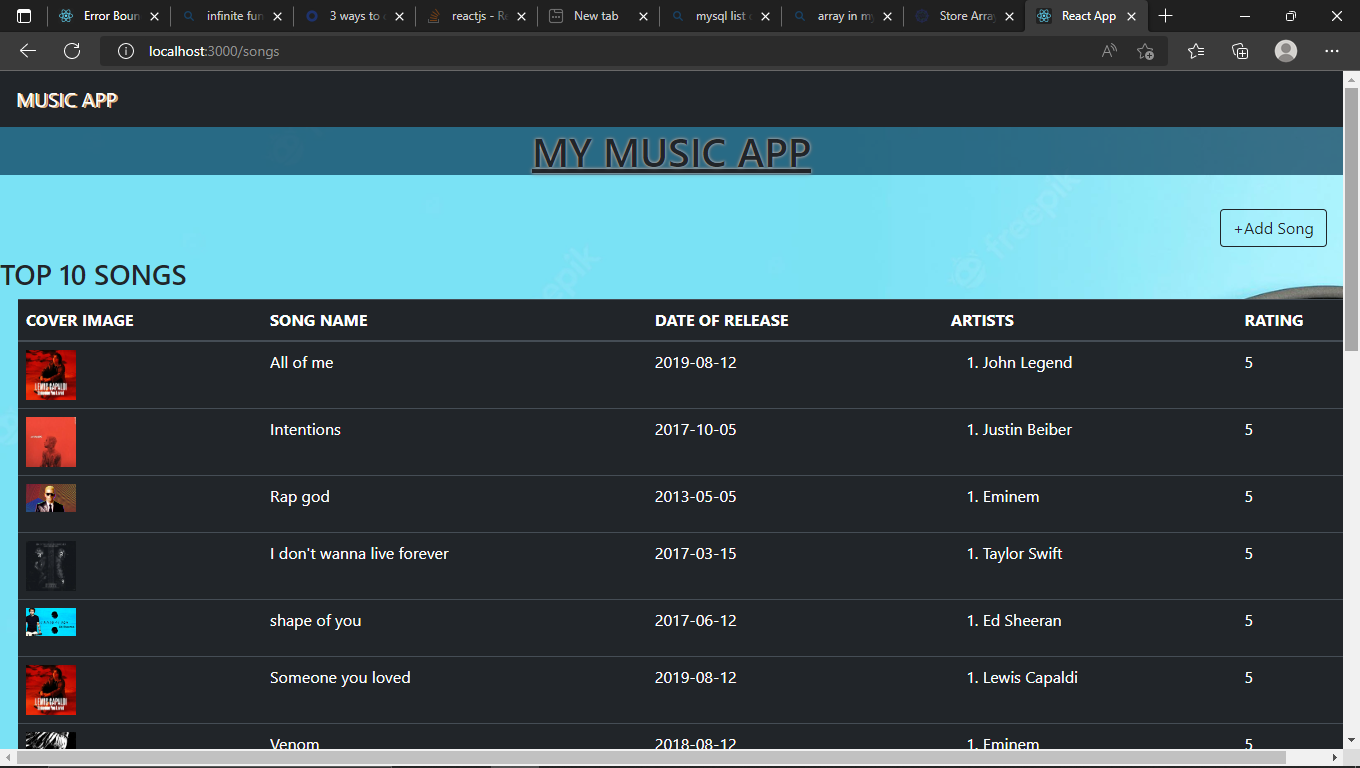 Error Boun
infinite fun
3 ways to
reactjs - R
New tab
mysql list
array in my
Store Array
React App
localhost:3000/songs
MUSIC APP
MY MUSIC APP
freepik
+Add Song
TOP 10 SONGS
COVER IMAGE SONG NAME DATE OF RELEASE ARTISTS RATING
All of me 2019-08-12 1. John Legend 5
LEWIS CAPALDI
Intentions 2017-10-05 1. Justin Beiber 5
Rap god 2013-05-05 1. Eminem 5
I don't wanna live forever 2017-03-15 1. Taylor Swift 5
shape of you 2017-06-12 1. Ed Sheeran 5
Someone you loved 2019-08-12 1. Lewis Capaldi 5
LEWIS CAPALDI
Venom 2018-08-12 1. Eminem 5